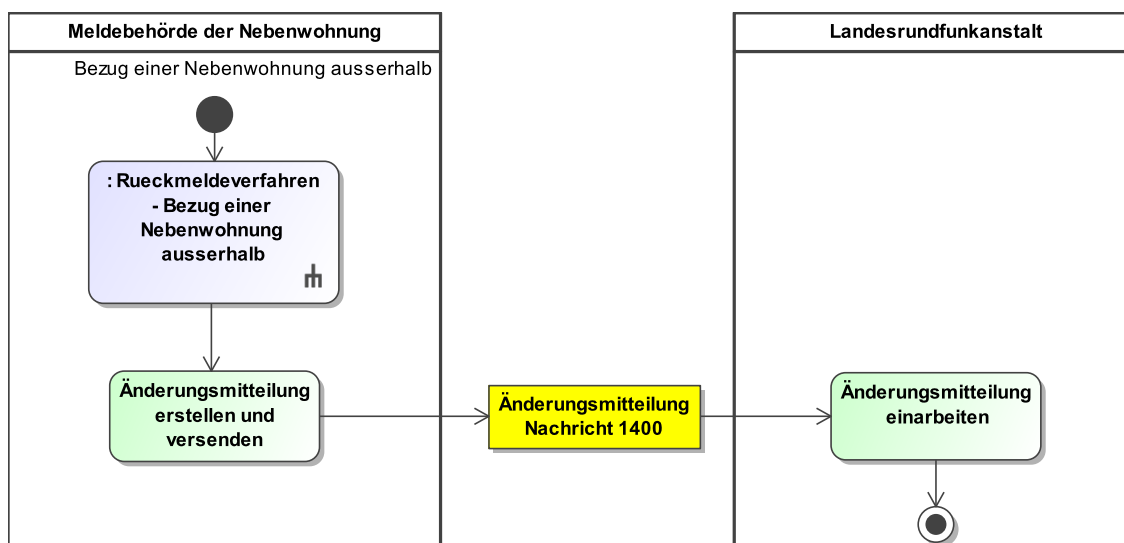 Meldebehörde der Nebenwohnung
Landesrundfunkanstalt
Bezug einer Nebenwohnung ausserhalb
: Rueckmeldeverfahren
- Bezug einer
Nebenwohnung
ausserhalb
Änderungsmitteilung
erstellen und
versenden
Änderungsmitteilung
Nachricht 1400
Änderungsmitteilung
einarbeiten